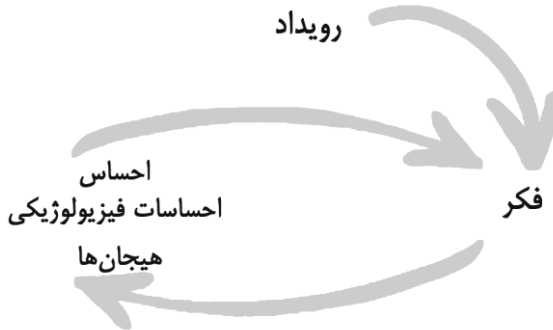 رویداد
فکر
احساس
احساسات فیزیولوژیکی
هیجان‌ها